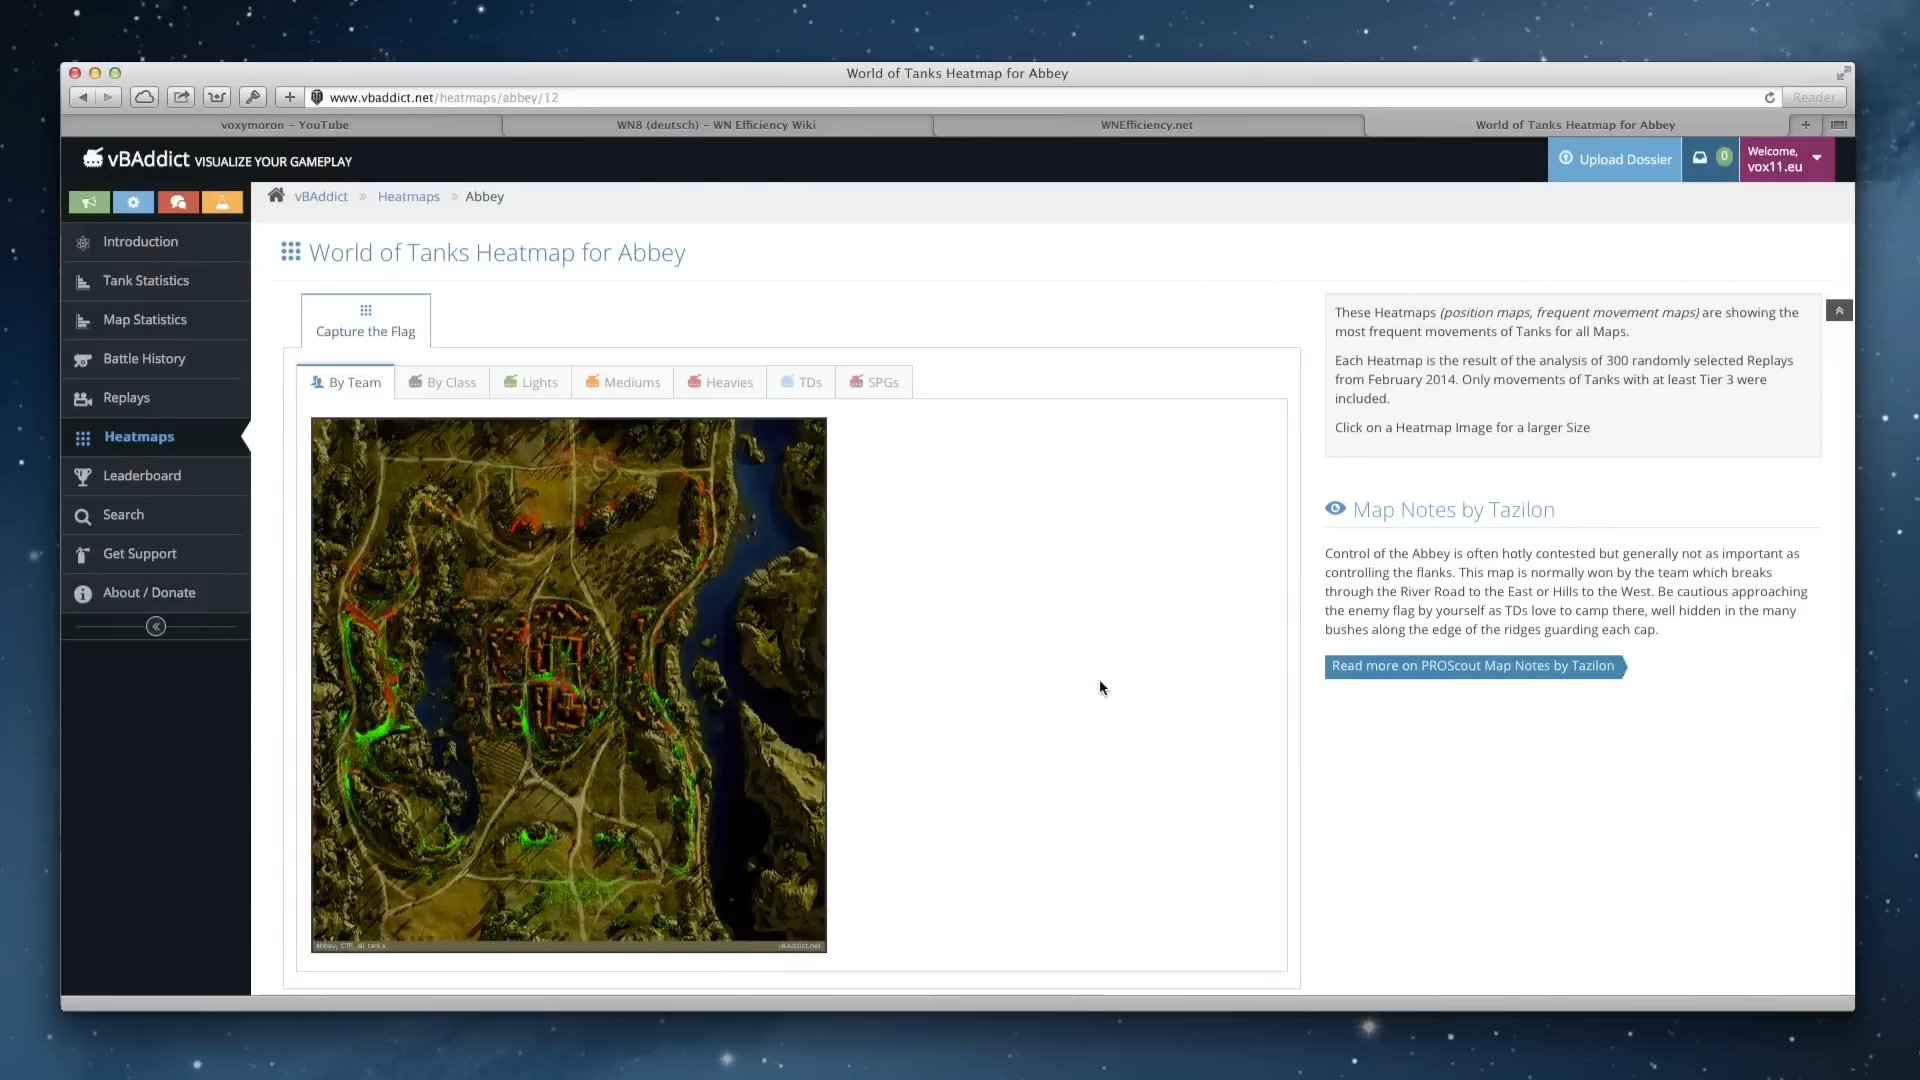 World of Tanks Heatmap for Abbey
www.vbaddict.net/heatmaps/abbey/12
Reader
voxymoron – YouTube
WN8 (deutsch) – WN Efficiency Wiki
WNEfficiency.net
World of Tanks Heatmap for Abbey
vBAddict VISUALIZE YOUR GAMEPLAY
Upload Dossier
0
Welcome,
vox11.eu
vBAddict » Heatmaps » Abbey
Introduction
Tank Statistics
Map Statistics
Battle History
Replays
Heatmaps
Leaderboard
Search
Get Support
About / Donate
World of Tanks Heatmap for Abbey
Capture the Flag
By Team
By Class
Lights
Mediums
Heavies
TDs
SPGs
Abbey, CTF, all tanks
vBAddict.net
These Heatmaps (position maps, frequent movement maps) are showing the
most frequent movements of Tanks for all Maps.
Each Heatmap is the result of the analysis of 300 randomly selected Replays
from February 2014. Only movements of Tanks with at least Tier 3 were
included.
Click on a Heatmap Image for a larger Size
Map Notes by Tazilon
Control of the Abbey is often hotly contested but generally not as important as
controlling the flanks. This map is normally won by the team which breaks
through the River Road to the East or Hills to the West. Be cautious approaching
the enemy flag by yourself as TDs love to camp there, well hidden in the many
bushes along the edge of the ridges guarding each cap.
Read more on PROScout Map Notes by Tazilon